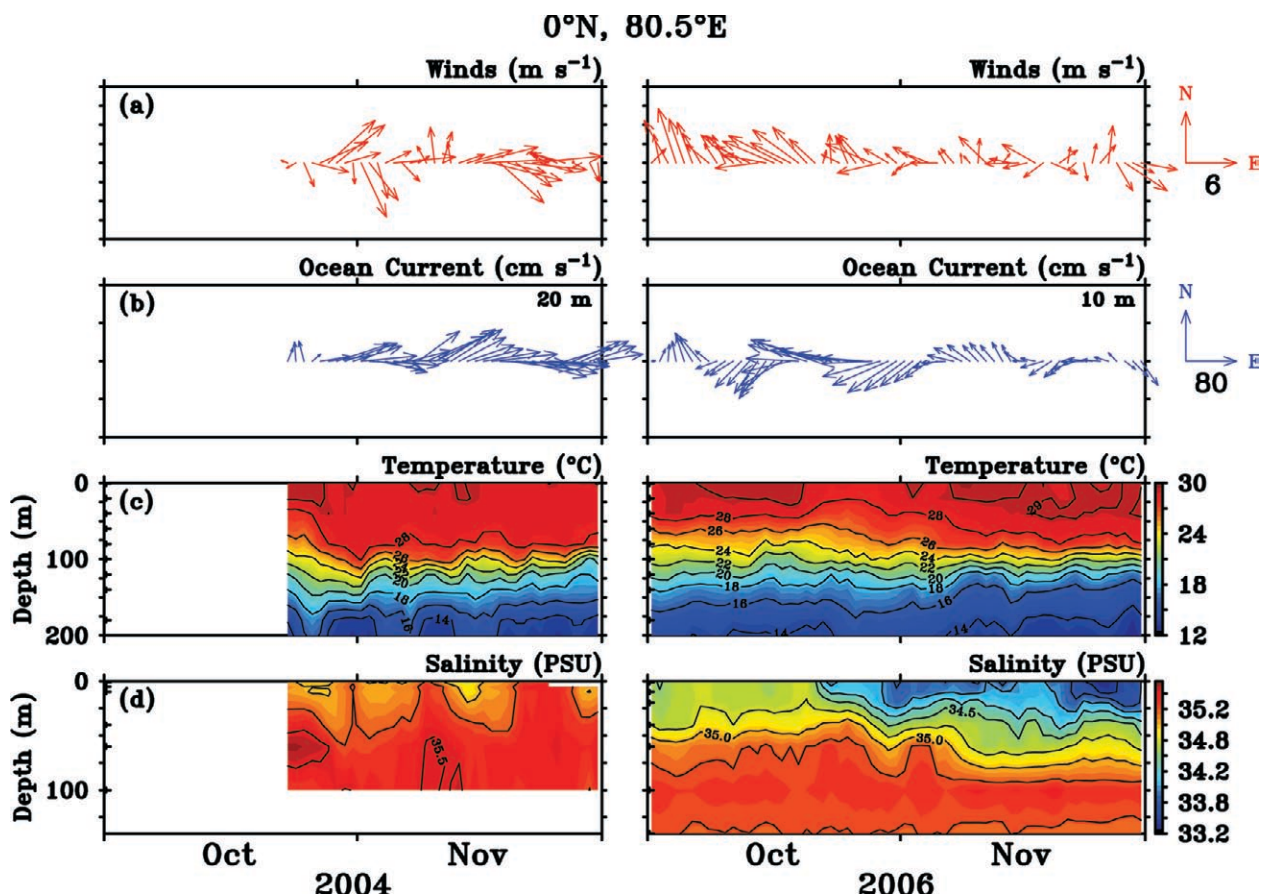 0°N, 80.5°E
Winds (m s⁻¹) Winds (m s⁻¹)
(a)
N
E
6
Ocean Current (cm s⁻¹) Ocean Current (cm s⁻¹)
(b) 20 m 10 m
N
E
80
Temperature (°C) Temperature (°C)
(c)
0
100
200
Depth (m)
28
26
24
22
20
18
16
14
29
28
26
24
22
20
18
16
16
14
30
24
18
12
Salinity (PSU) Salinity (PSU)
(d)
0
100
Depth (m)
35.5
34.5
35.0
35.0
35.2
34.8
34.2
33.8
33.2
Oct Nov Oct Nov
2004 2006